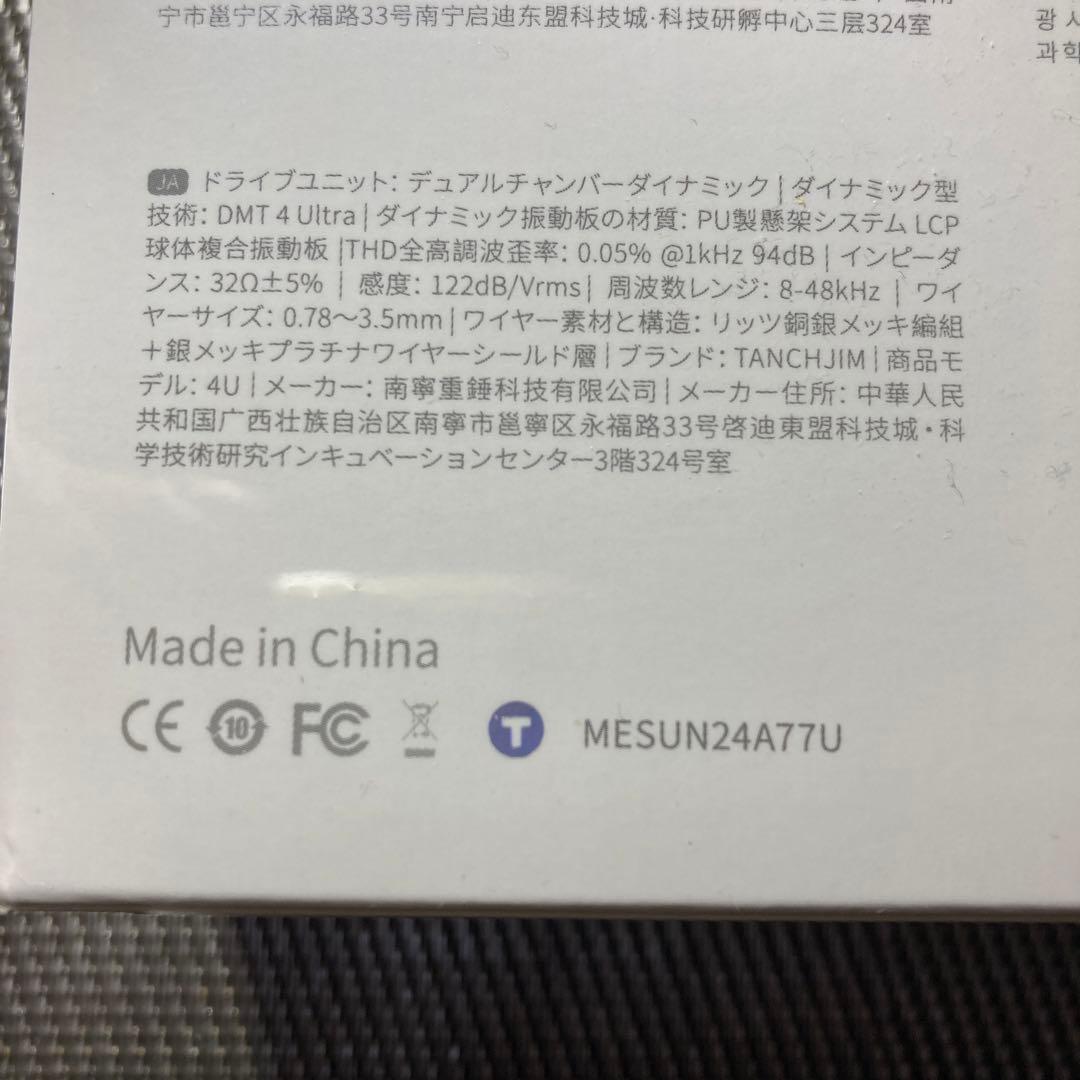 宁市邕宁区永福路33号南宁启迪东盟科技城·科技研孵中心三层324室
광
과학
JA ドライブユニット: デュアルチャンバーダイナミック | ダイナミック型
技術: DMT 4 Ultra | ダイナミック振動板の材質: PU製懸架システム LCP
球体複合振動板 |THD全高調波歪率: 0.05% @1kHz 94dB | インピーダ
ンス: 32Ω±5% | 感度: 122dB/Vrms| 周波数レンジ: 8-48kHz | ワイ
ヤーサイズ: 0.78～3.5mm | ワイヤー素材と構造: リッツ銅銀メッキ編組
＋銀メッキプラチナワイヤーシールド層 | ブランド: TANCHJIM | 商品モ
デル: 4U | メーカー: 南寧重錘科技有限公司 | メーカー住所: 中華人民
共和国广西壮族自治区南寧市邕寧区永福路33号啓迪東盟科技城・科
学技術研究インキュベーションセンター3階324号室
Made in China
CE 10 FC T MESUN24A77U